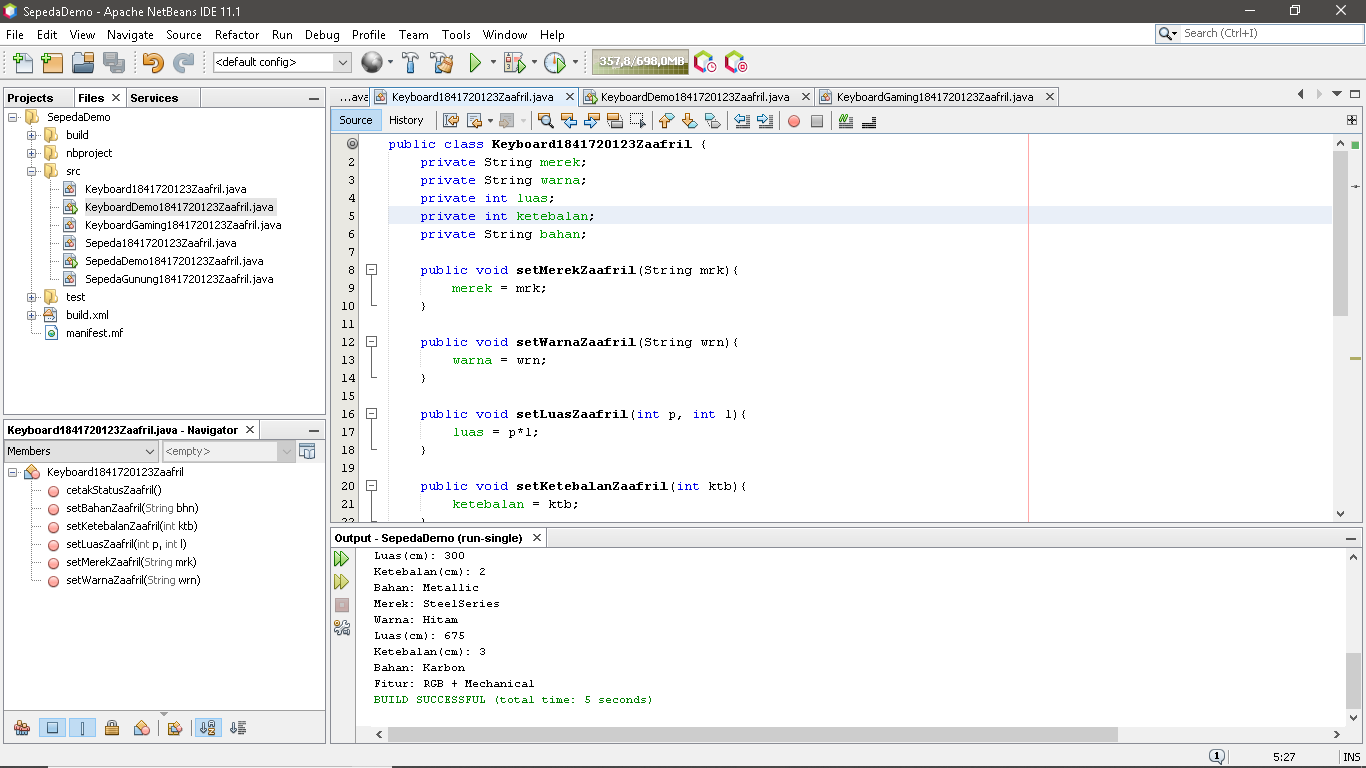 SepedaDemo - Apache NetBeans IDE 11.1
File Edit View Navigate Source Refactor Run Debug Profile Team Tools Window Help
Search (Ctrl+I)
<default config>
357,8/698,0MB
Projects Files Services
SepedaDemo
build
nbproject
src
Keyboard1841720123Zaafril.java
KeyboardDemo1841720123Zaafril.java
KeyboardGaming1841720123Zaafril.java
Sepeda1841720123Zaafril.java
SepedaDemo1841720123Zaafril.java
SepedaGunung1841720123Zaafril.java
test
build.xml
manifest.mf
Keyboard1841720123Zaafril.java - Navigator
Members <empty>
Keyboard1841720123Zaafril
cetakStatusZaafril()
setBahanZaafril(String bhn)
setKetebalanZaafril(int ktb)
setLuasZaafril(int p, int l)
setMerekZaafril(String mrk)
setWarnaZaafril(String wrn)
...ava Keyboard1841720123Zaafril.java KeyboardDemo1841720123Zaafril.java KeyboardGaming1841720123Zaafril.java
Source History
public class Keyboard1841720123Zaafril {
2 private String merek;
3 private String warna;
4 private int luas;
5 private int ketebalan;
6 private String bahan;
7
8 public void setMerekZaafril(String mrk){
9 merek = mrk;
10 }
11
12 public void setWarnaZaafril(String wrn){
13 warna = wrn;
14 }
15
16 public void setLuasZaafril(int p, int l){
17 luas = p*l;
18 }
19
20 public void setKetebalanZaafril(int ktb){
21 ketebalan = ktb;
22 }
Output - SepedaDemo (run-single)
Luas(cm): 300
Ketebalan(cm): 2
Bahan: Metallic
Merek: SteelSeries
Warna: Hitam
Luas(cm): 675
Ketebalan(cm): 3
Bahan: Karbon
Fitur: RGB + Mechanical
BUILD SUCCESSFUL (total time: 5 seconds)
1 5:27 INS